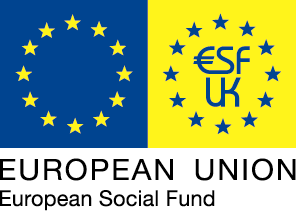 €SF
UK
EUROPEAN UNION
European Social Fund